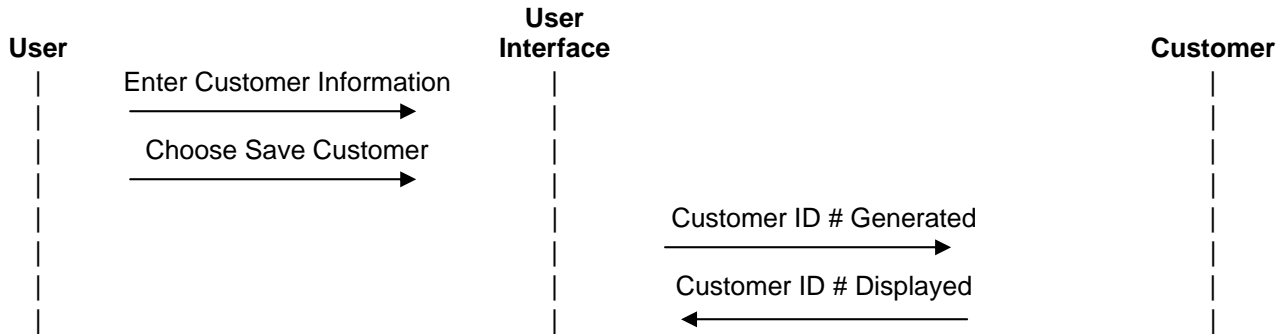 User
User
Interface
Customer
Enter Customer Information
Choose Save Customer
Customer ID # Generated
Customer ID # Displayed